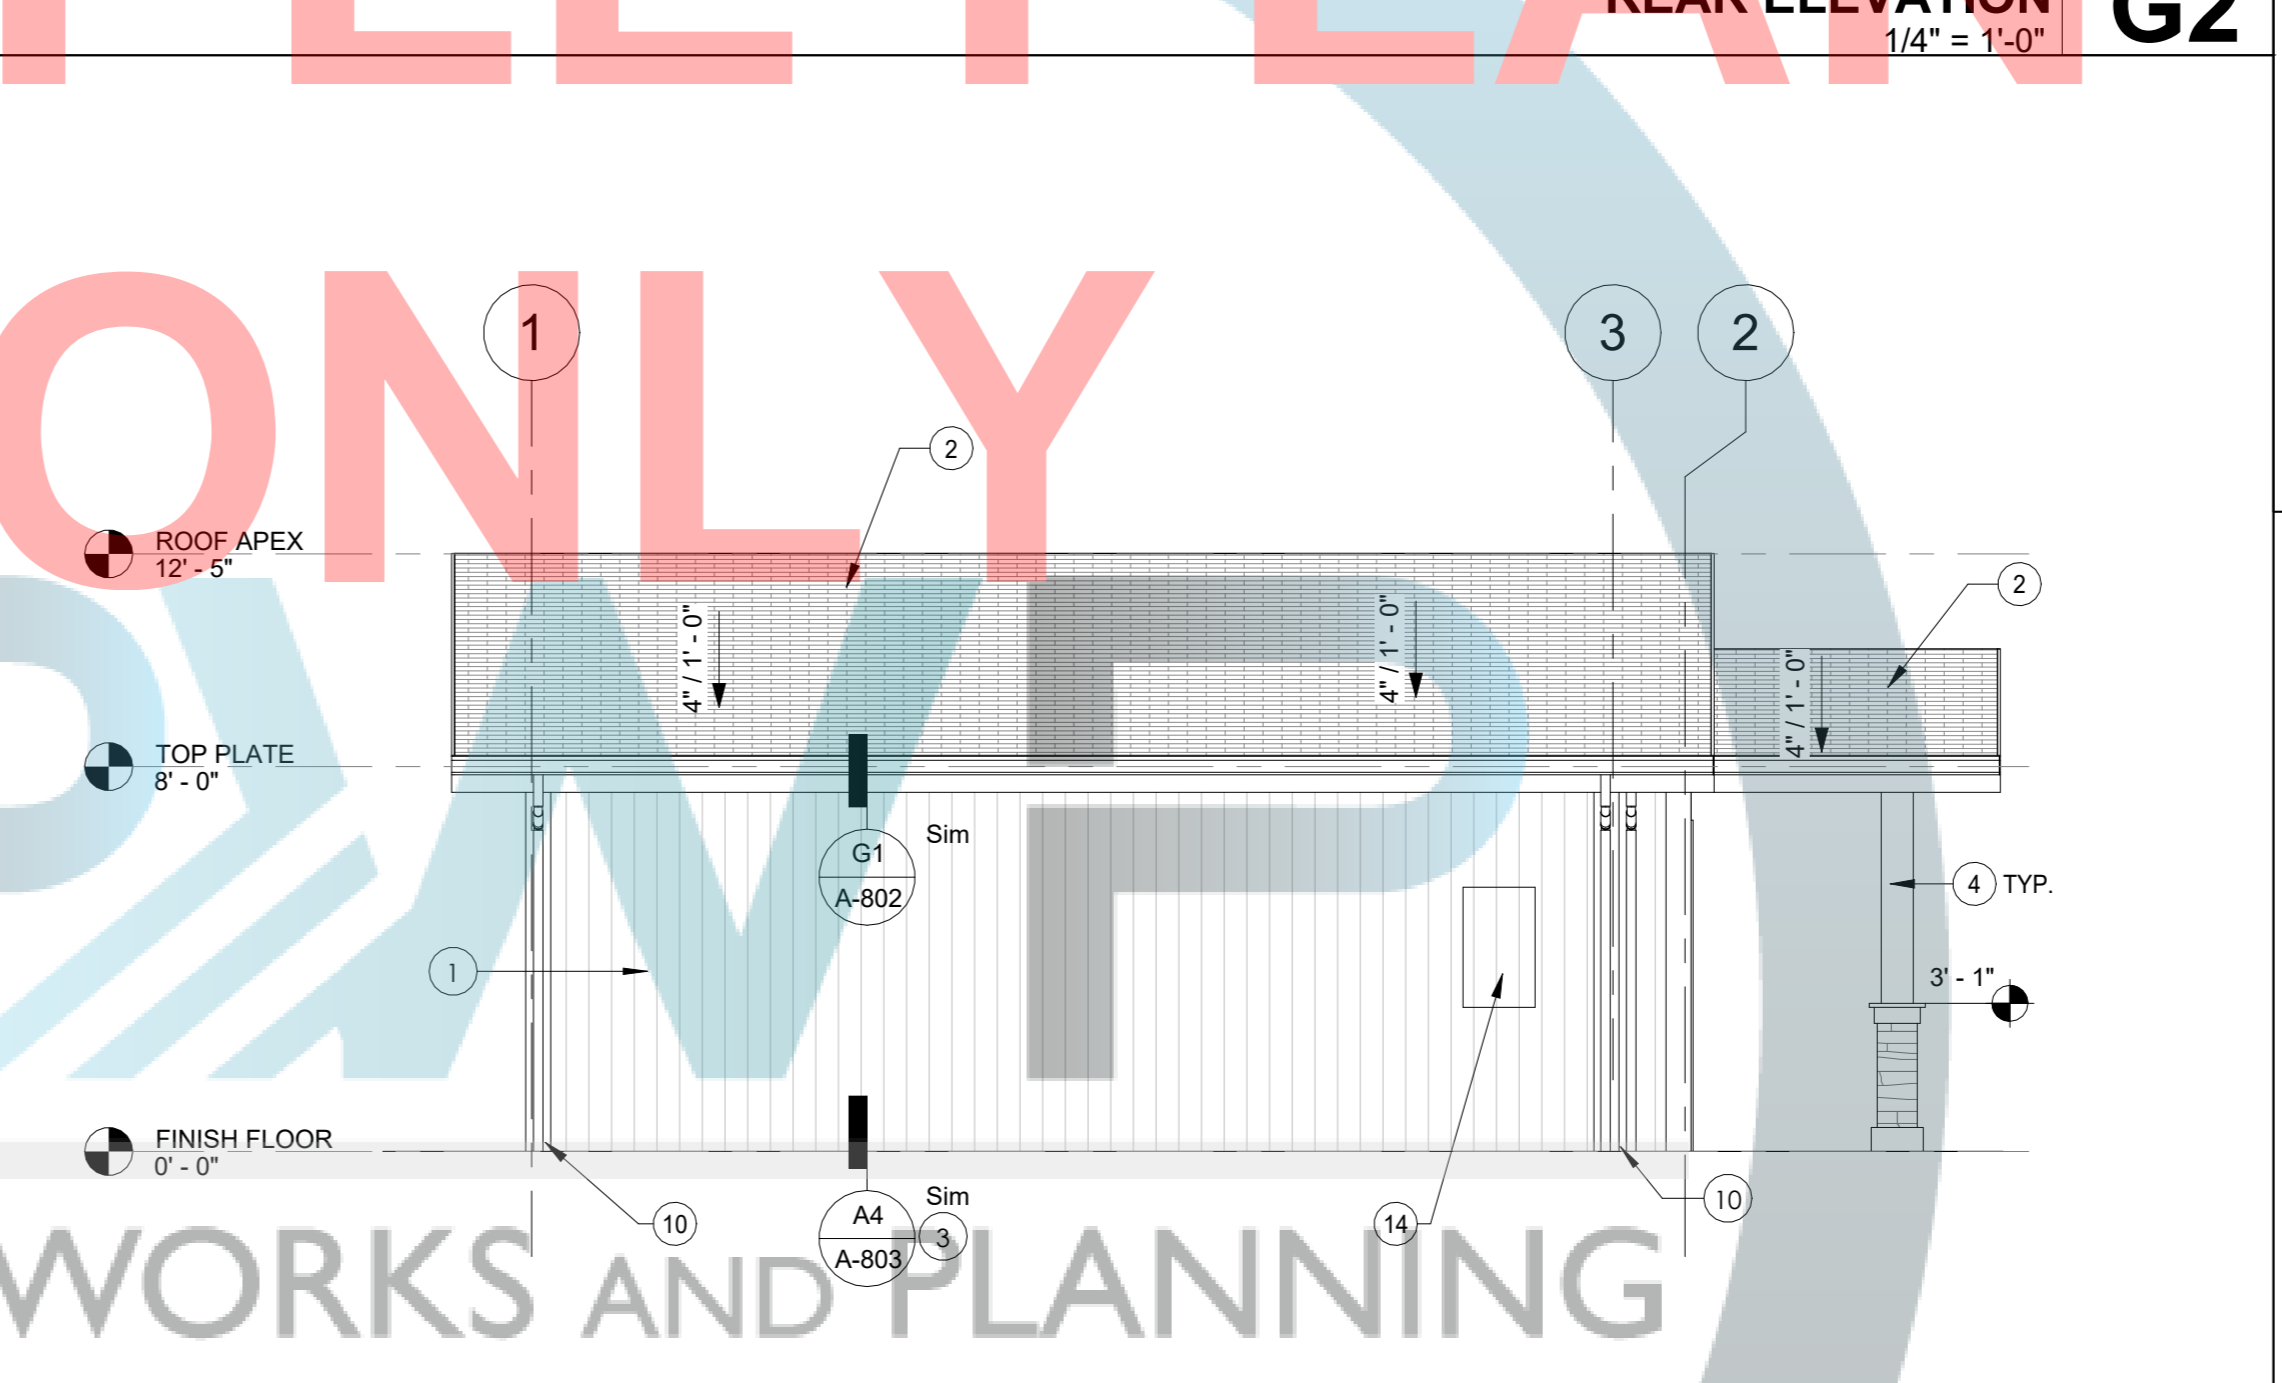 REAR ELEVATION
1/4" = 1'-0"
G2
PLAN
ONLY
1
3
2
2
ROOF APEX
12' - 5"
2
4" / 1' - 0"
4" / 1' - 0"
4" / 1' - 0"
TOP PLATE
8' - 0"
Sim
G1
A-802
4 TYP.
1
3' - 1"
FINISH FLOOR
0' - 0"
10
Sim
A4
A-803
3
14
10
WORKS AND PLANNING